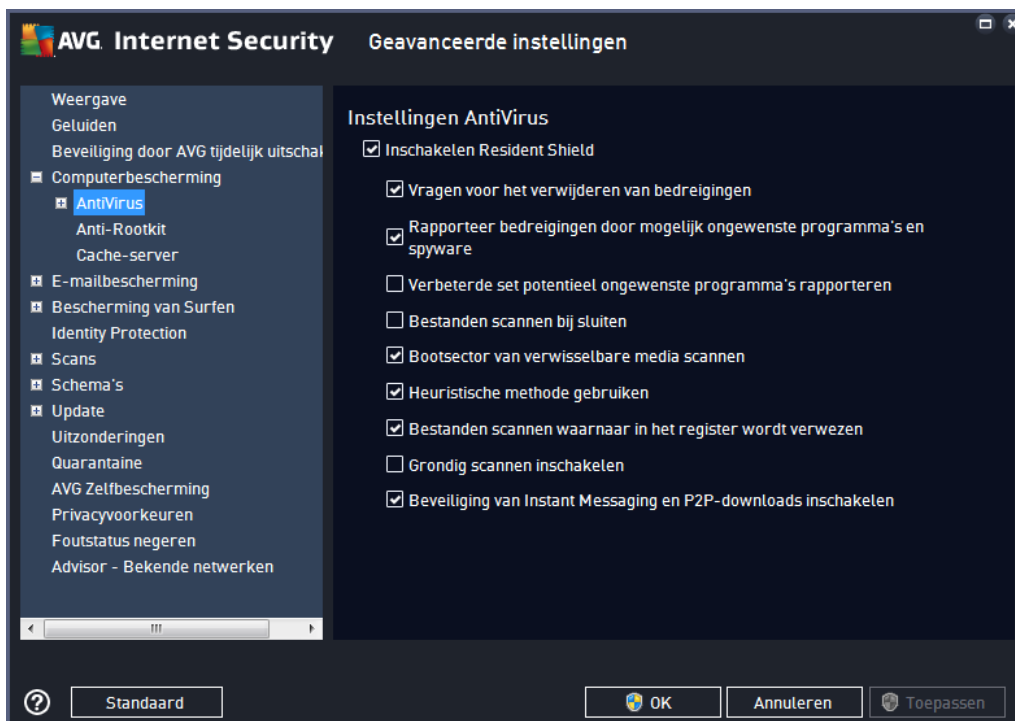 AVG. Internet Security Geavanceerde instellingen
Weergave
Geluiden
Beveiliging door AVG tijdelijk uitschal
Computerbescherming
AntiVirus
Anti-Rootkit
Cache-server
E-mailbescherming
Bescherming van Surfen
Identity Protection
Scans
Schema's
Update
Uitzonderingen
Quarantaine
AVG Zelfbescherming
Privacyvoorkeuren
Foutstatus negeren
Advisor - Bekende netwerken
Instellingen AntiVirus
Inschakelen Resident Shield
Vragen voor het verwijderen van bedreigingen
Rapporteer bedreigingen door mogelijk ongewenste programma's en
spyware
Verbeterde set potentieel ongewenste programma's rapporteren
Bestanden scannen bij sluiten
Bootsector van verwisselbare media scannen
Heuristische methode gebruiken
Bestanden scannen waarnaar in het register wordt verwezen
Grondig scannen inschakelen
Beveiliging van Instant Messaging en P2P-downloads inschakelen
? Standaard OK Annuleren Toepassen